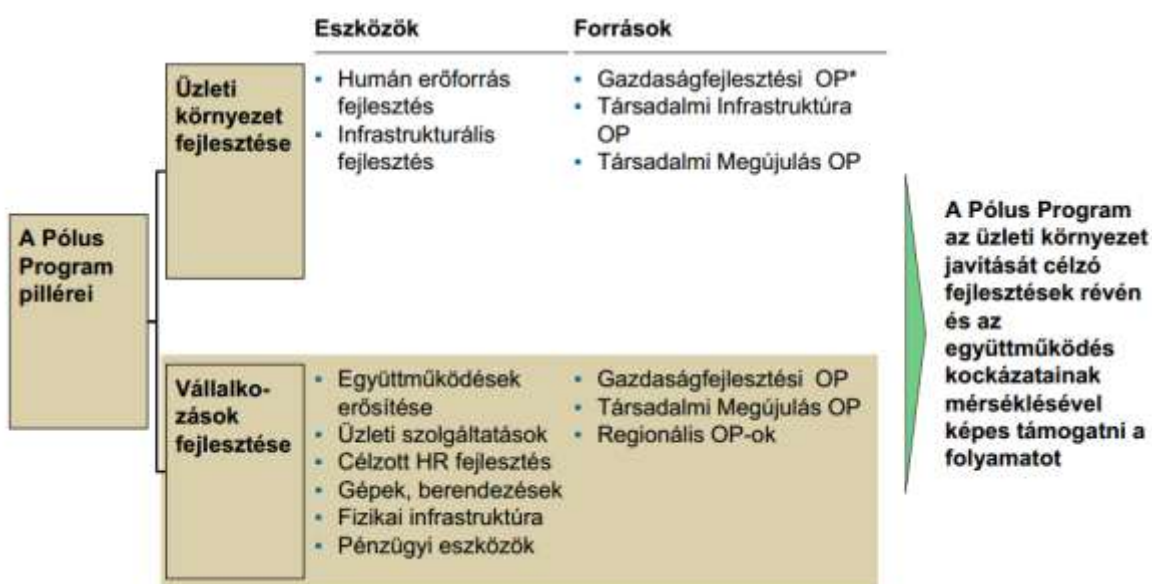 Eszközök
Források
A Pólus
Program
pillérei
Üzleti
környezet
fejlesztése
• Humán erőforrás
fejlesztés
• Infrastrukturális
fejlesztés
• Gazdaságfejlesztési OP*
• Társadalmi Infrastruktúra
OP
• Társadalmi Megújulás OP
Vállalko-
zások
fejlesztése
• Együttműködések
erősítése
• Üzleti szolgáltatások
• Célzott HR fejlesztés
• Gépek, berendezések
• Fizikai infrastruktúra
• Pénzügyi eszközök
• Gazdaságfejlesztési OP
• Társadalmi Megújulás OP
• Regionális OP-ok
A Pólus Program
az üzleti környezet
javítását célzó
fejlesztések révén
és az
együttműködés
kockázatainak
mérséklésével
képes támogatni a
folyamatot